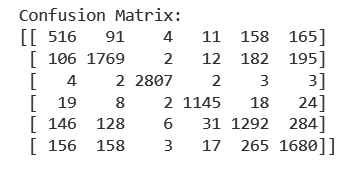 Confusion Matrix:
[[ 516 91 4 11 158 165]
[ 106 1769 2 12 182 195]
[ 4 2 2807 2 3 3]
[ 19 8 2 1145 18 24]
[ 146 128 6 31 1292 284]
[ 156 158 3 17 265 1680]]